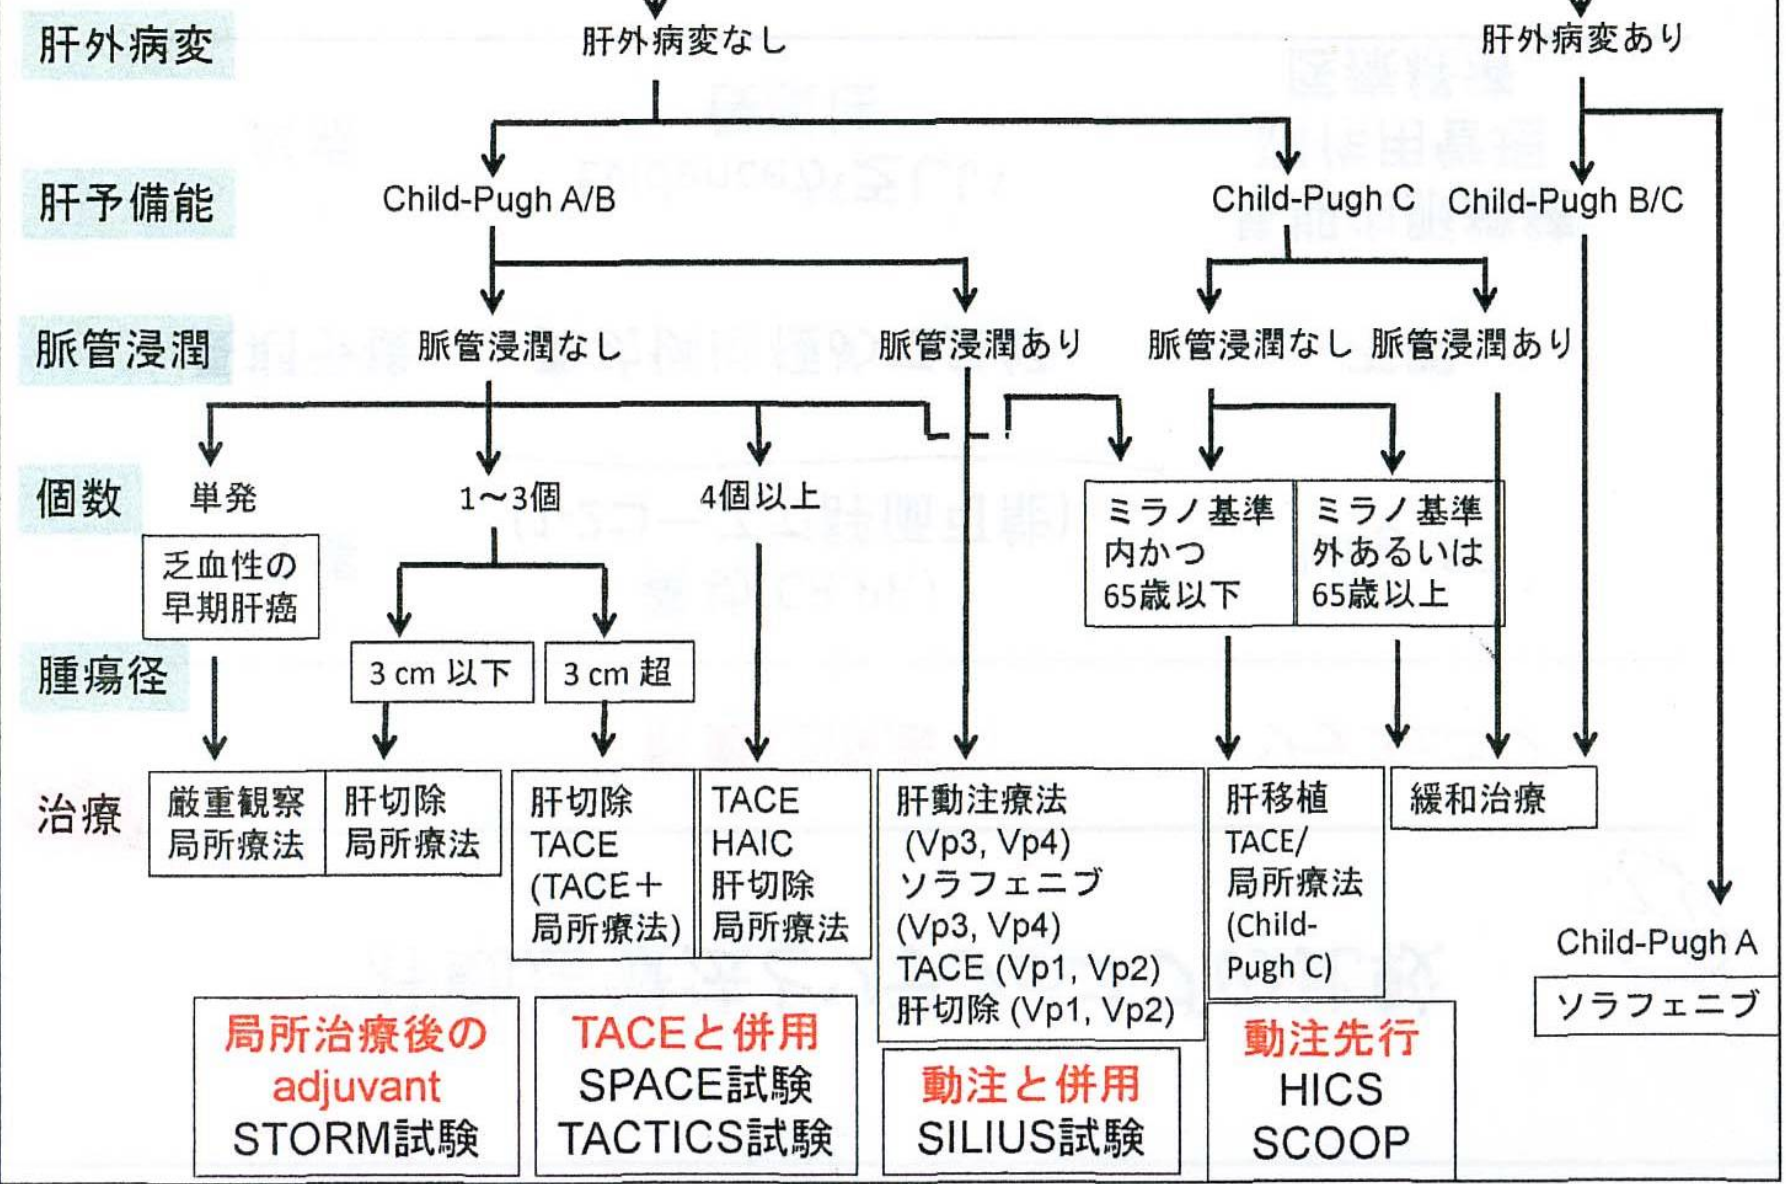 肝外病変
肝外病変なし
肝外病変あり
肝予備能
Child-Pugh A/B
Child-Pugh C
Child-Pugh B/C
脈管浸潤
脈管浸潤なし
脈管浸潤あり
脈管浸潤なし
脈管浸潤あり
個数
単発
1～3個
4個以上
乏血性の
早期肝癌
ミラノ基準
内かつ
65歳以下
ミラノ基準
外あるいは
65歳以上
腫瘍径
3 cm 以下
3 cm 超
治療
厳重観察
局所療法
肝切除
局所療法
肝切除
TACE
(TACE＋
局所療法)
TACE
HAIC
肝切除
局所療法
肝動注療法
(Vp3, Vp4)
ソラフェニブ
(Vp3, Vp4)
TACE (Vp1, Vp2)
肝切除 (Vp1, Vp2)
肝移植
TACE/
局所療法
(Child-
Pugh C)
緩和治療
Child-Pugh A
ソラフェニブ
局所治療後の
adjuvant
STORM試験
TACEと併用
SPACE試験
TACTICS試験
動注と併用
SILIUS試験
動注先行
HICS
SCOOP